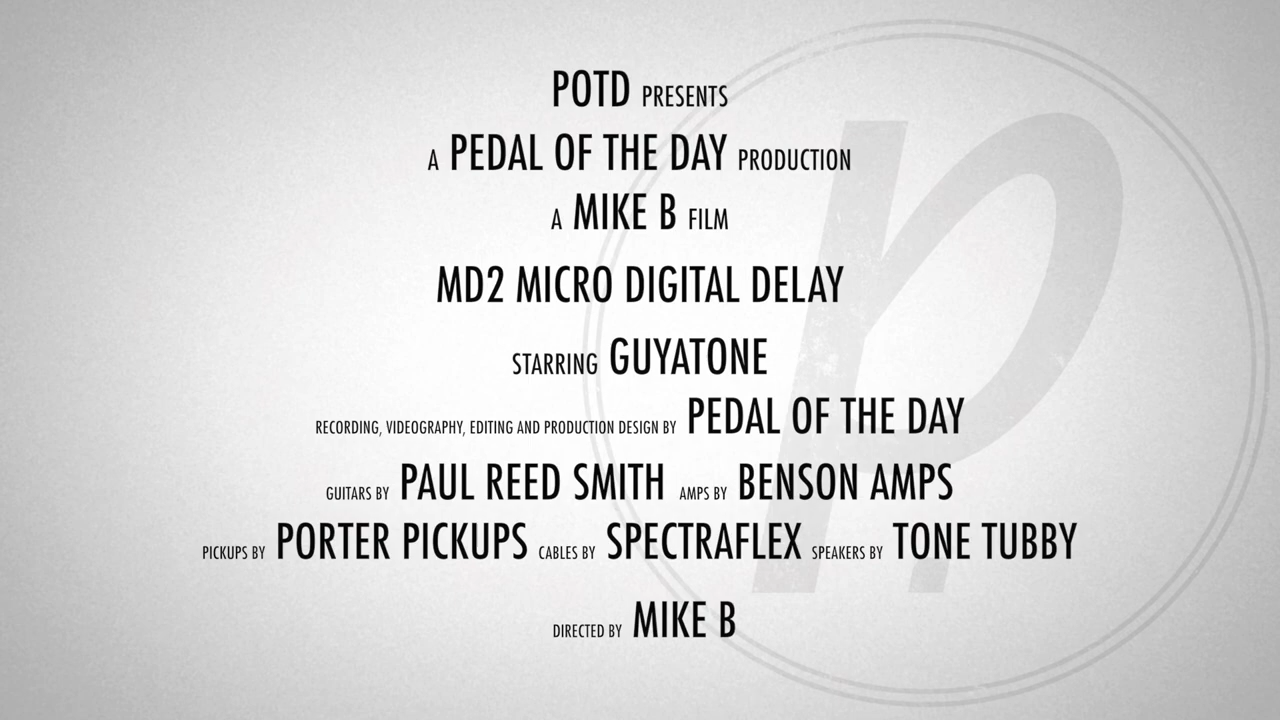 POTD PRESENTS
A PEDAL OF THE DAY PRODUCTION
A MIKE B FILM
MD2 MICRO DIGITAL DELAY
STARRING GUYATONE
RECORDING, VIDEOGRAPHY, EDITING AND PRODUCTION DESIGN BY PEDAL OF THE DAY
GUITARS BY PAUL REED SMITH AMPS BY BENSON AMPS
PICKUPS BY PORTER PICKUPS CABLES BY SPECTRAFLEX SPEAKERS BY TONE TUBBY
DIRECTED BY MIKE B